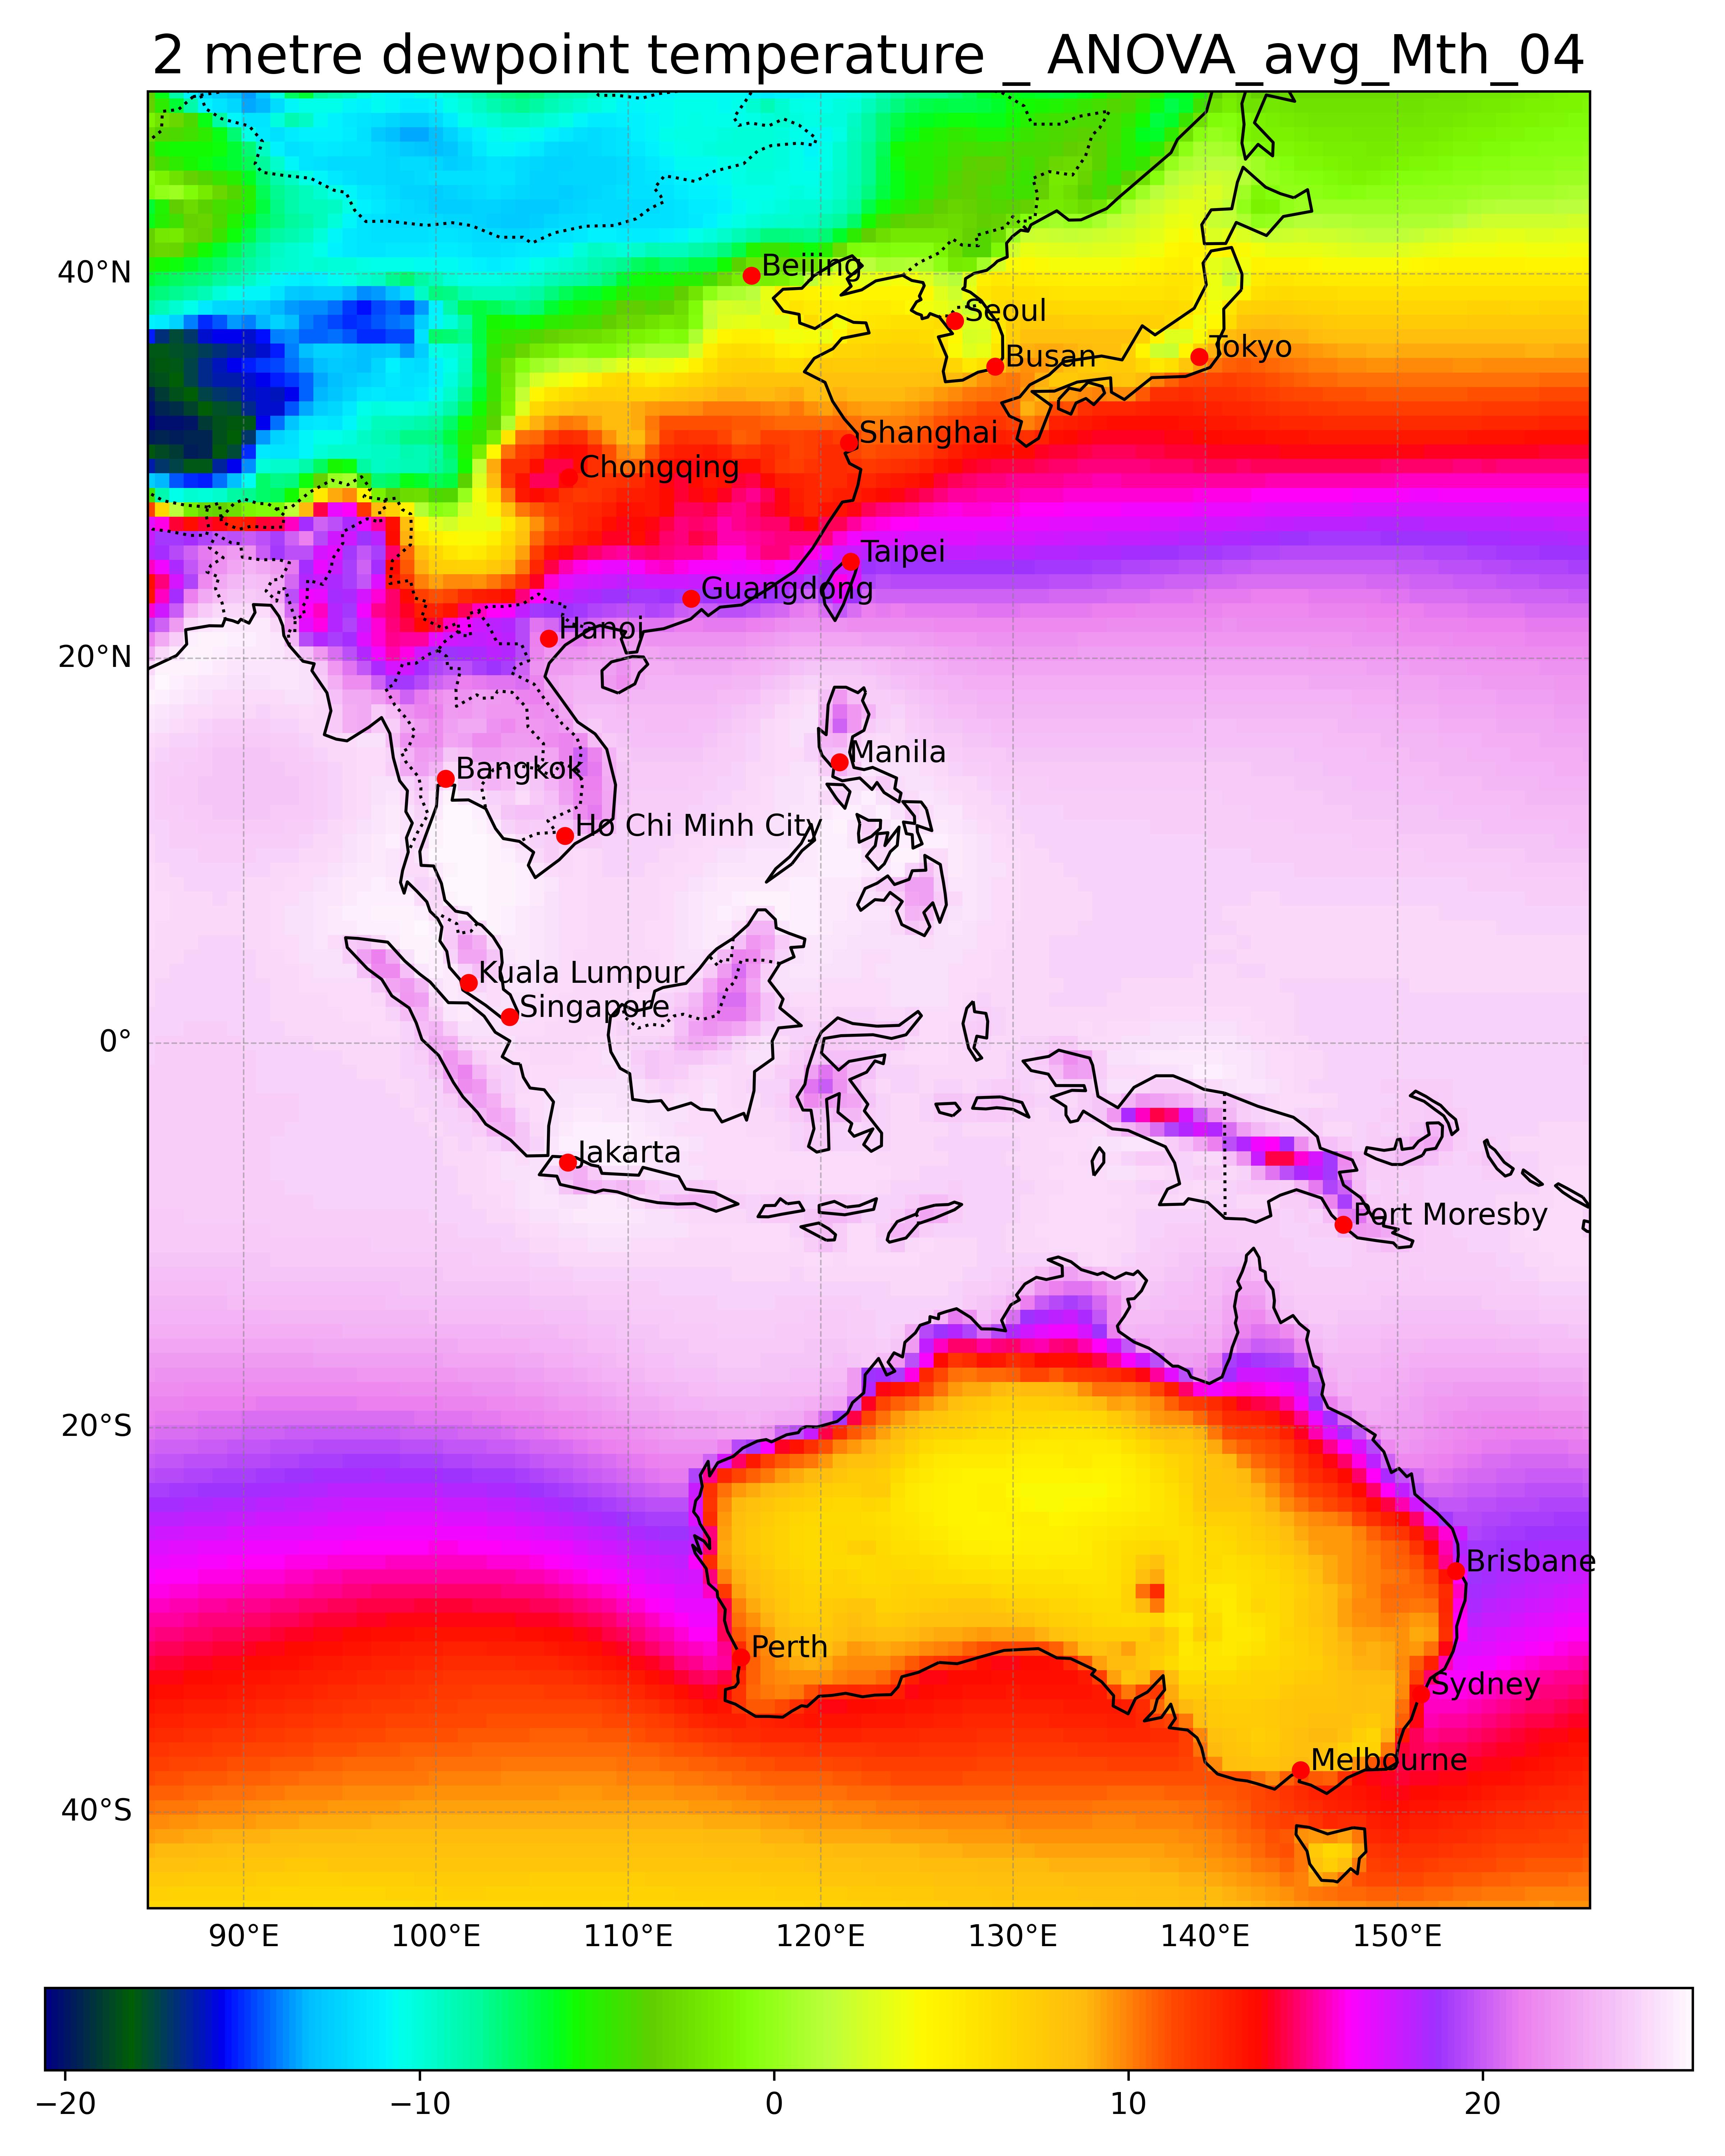 2 metre dewpoint temperature _ ANOVA_avg_Mth_04
40°N
Beijing
Seoul
Busan
Tokyo
Shanghai
Chongqing
Taipei
Guangdong
Hanoi
20°N
Manila
Bangkok
Ho Chi Minh City
Kuala Lumpur
Singapore
0°
Jakarta
Port Moresby
20°S
Brisbane
Perth
Sydney
Melbourne
40°S
90°E 100°E 110°E 120°E 130°E 140°E 150°E
−20 −10 0 10 20